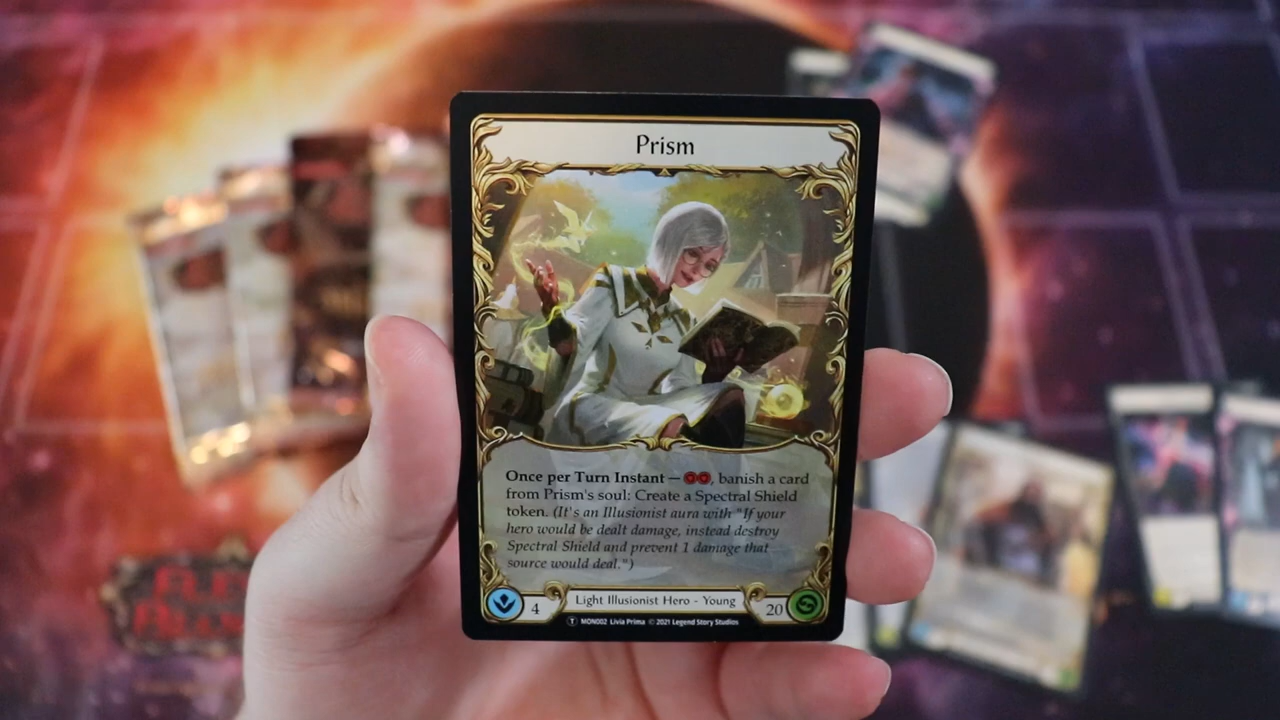 Prism
Once per Turn Instant — , banish a card
from Prism's soul: Create a Spectral Shield
token. (It's an Illusionist aura with "If your
hero would be dealt damage, instead destroy
Spectral Shield and prevent 1 damage that
source would deal.")
4
Light Illusionist Hero - Young
20
T MON002 Livia Prima © 2021 Legend Story Studios